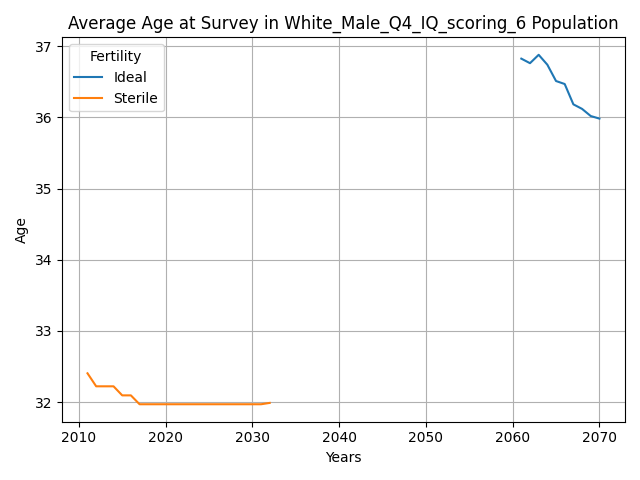 Average Age at Survey in White_Male_Q4_IQ_scoring_6 Population
37
36
35
34
33
32
Age
Fertility
Ideal
Sterile
2010 2020 2030 2040 2050 2060 2070
Years